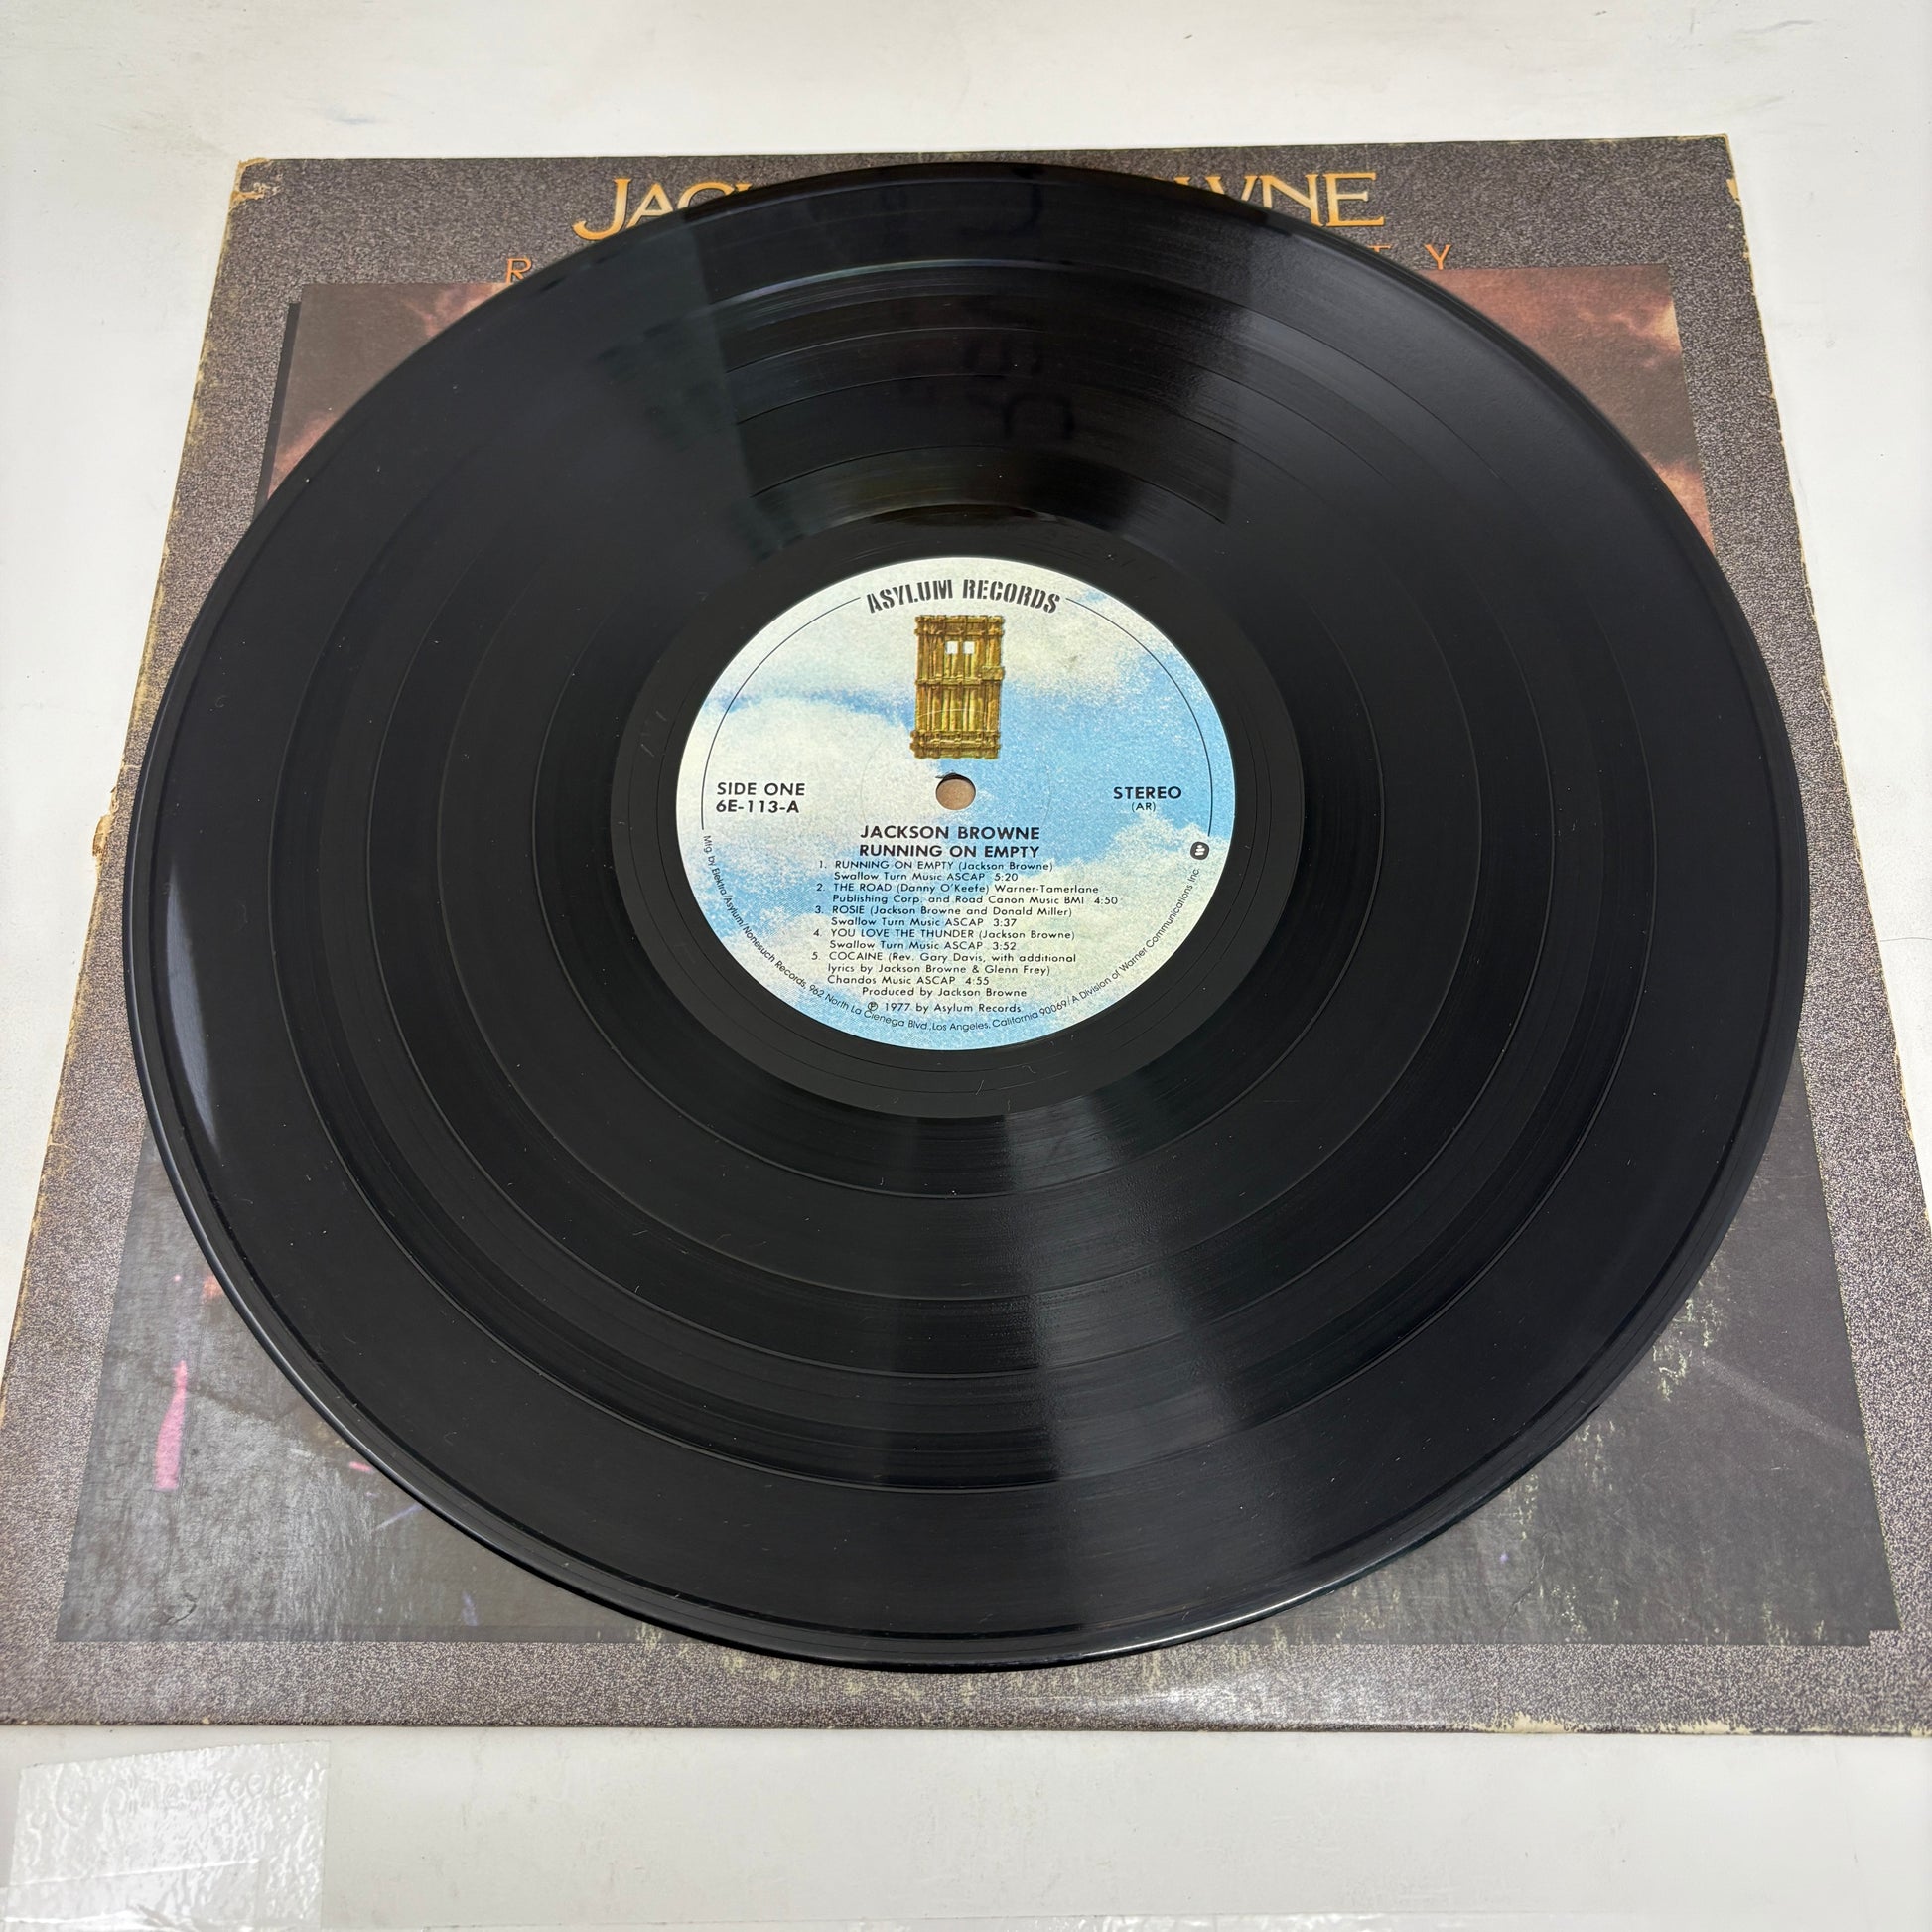 JAC WNE
R T Y
ASYLUM RECORDS
SIDE ONE
6E-113-A
STEREO
(AR)
JACKSON BROWNE
RUNNING ON EMPTY
1. RUNNING ON EMPTY (Jackson Browne)
Swallow Turn Music ASCAP 5:20
2. THE ROAD (Danny O'Keefe) Warner-Tamerlane
Publishing Corp. and Road Canon Music BMI 4:50
3. ROSIE (Jackson Browne and Donald Miller)
Swallow Turn Music ASCAP 3:37
4. YOU LOVE THE THUNDER (Jackson Browne)
Swallow Turn Music ASCAP 3:52
5. COCAINE (Rev. Gary Davis, with additional
lyrics by Jackson Browne & Glenn Frey)
Chandos Music ASCAP 4:55
Produced by Jackson Browne
℗ 1977 by Asylum Records
Mfg. by Elektra/Asylum/Nonesuch Records, 962 North La Cienega Blvd., Los Angeles, California 90069/A Division of Warner Communications Inc.